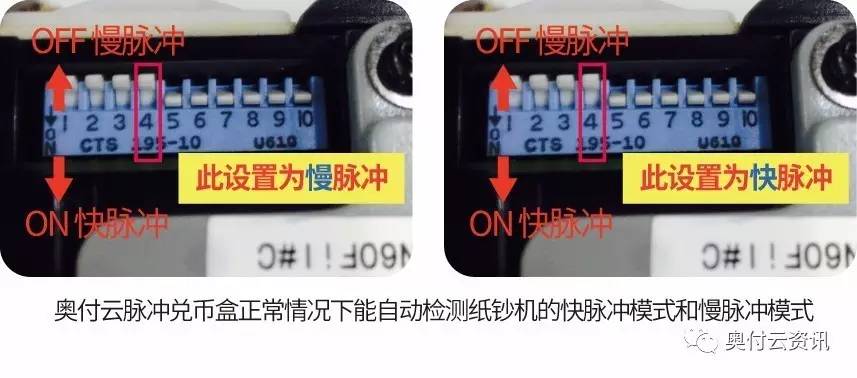 OFF 慢脉冲
1 2 3 4 5 6 7 8 9 10
ON
CTS 195-10 U610
此设置为慢脉冲
ON 快脉冲
N60Fil#C
OFF 慢脉冲
1 2 3 4 5 6 7 8 9 10
ON
CTS 195-10 U610
此设置为快脉冲
ON 快脉冲
N60Fil#C
奥付云脉冲兑币盒正常情况下能自动检测纸钞机的快脉冲模式和慢脉冲模式
奥付云资讯